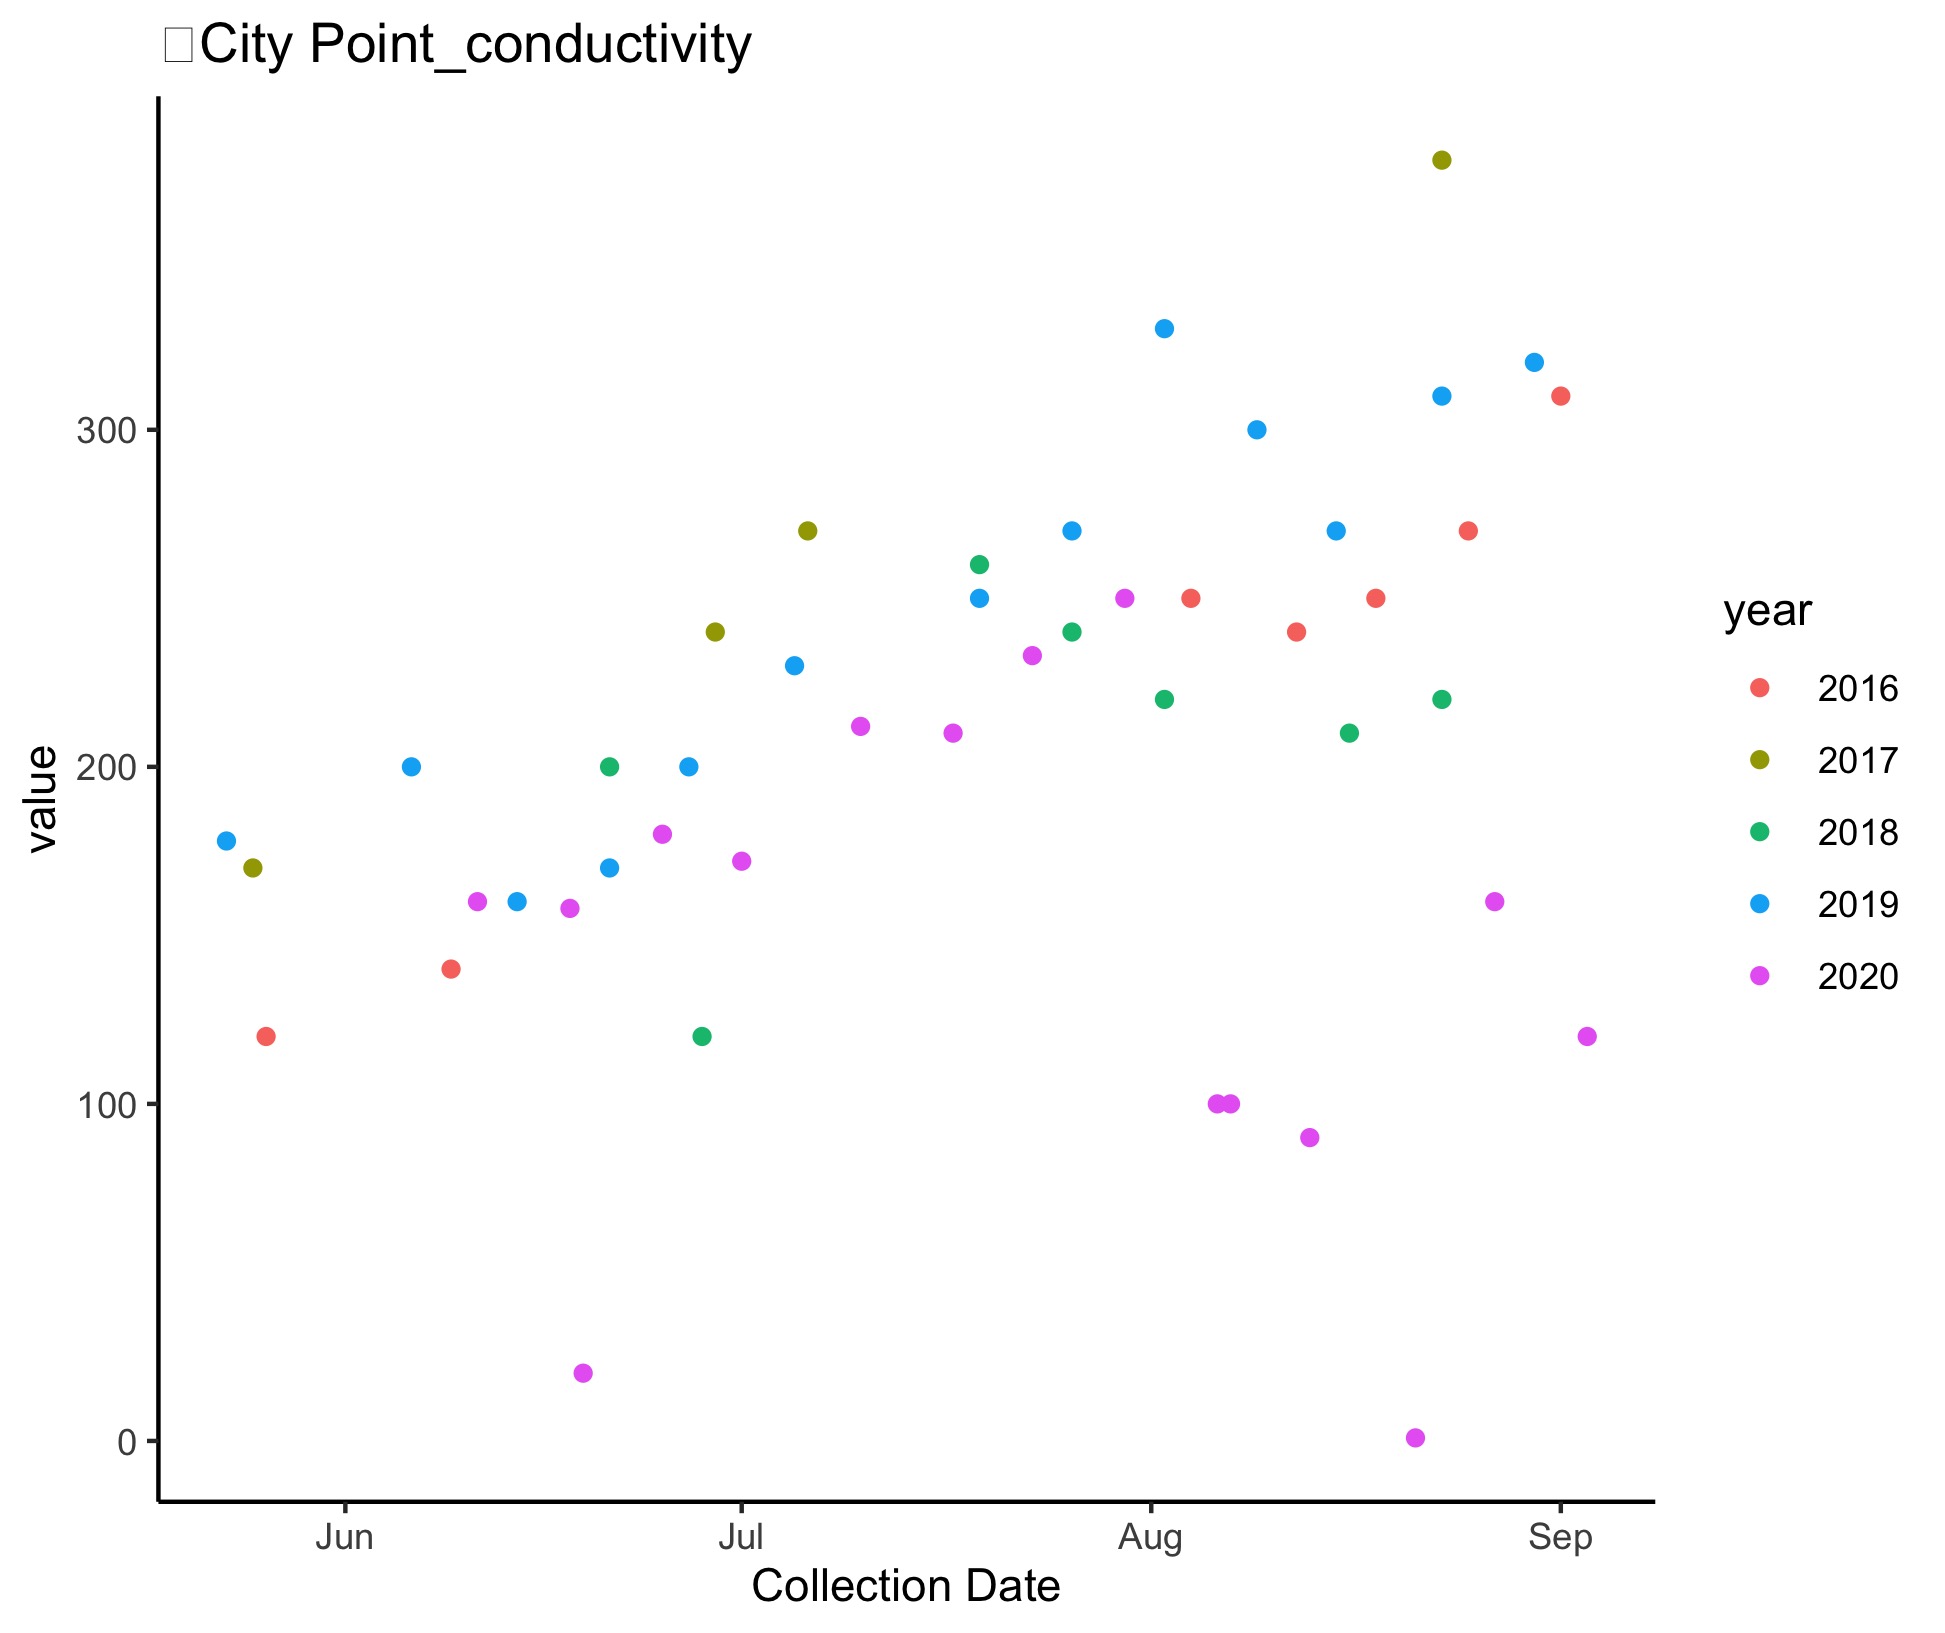 City Point_conductivity
300
200
100
0
value
Jun Jul Aug Sep
Collection Date
year
2016
2017
2018
2019
2020